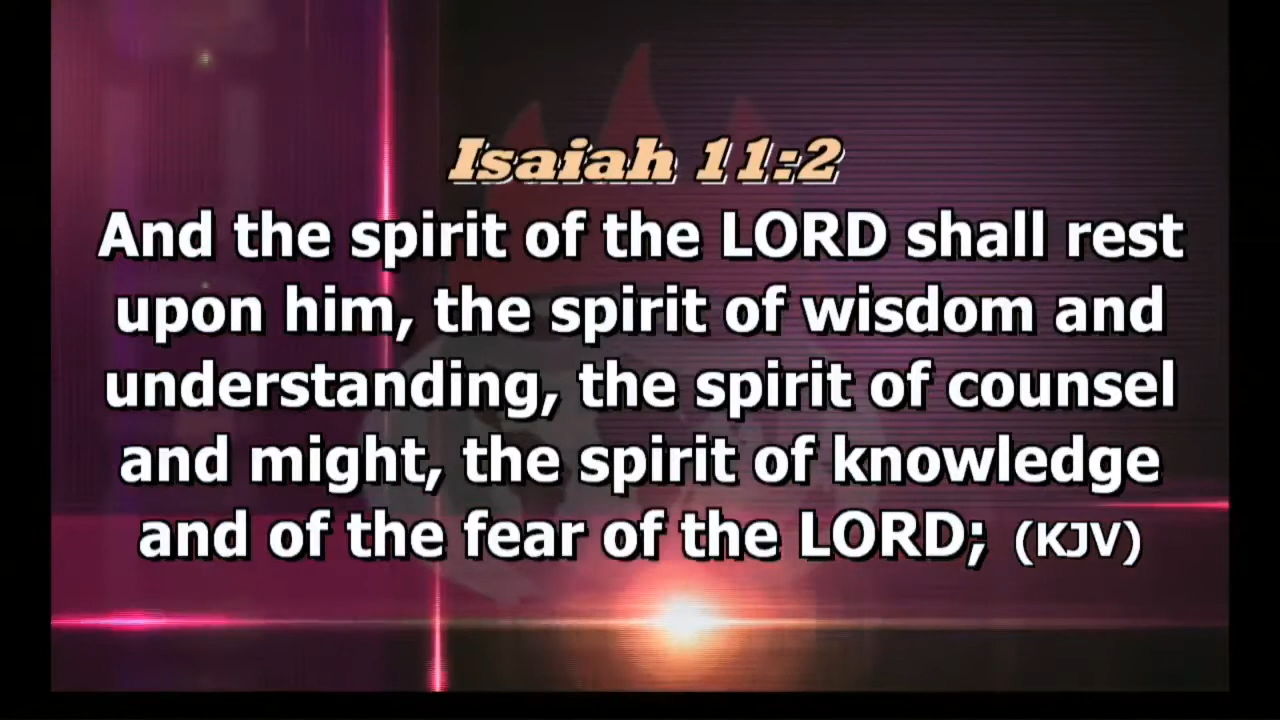 Isaiah 11:2
And the spirit of the LORD shall rest
upon him, the spirit of wisdom and
understanding, the spirit of counsel
and might, the spirit of knowledge
and of the fear of the LORD; (KJV)